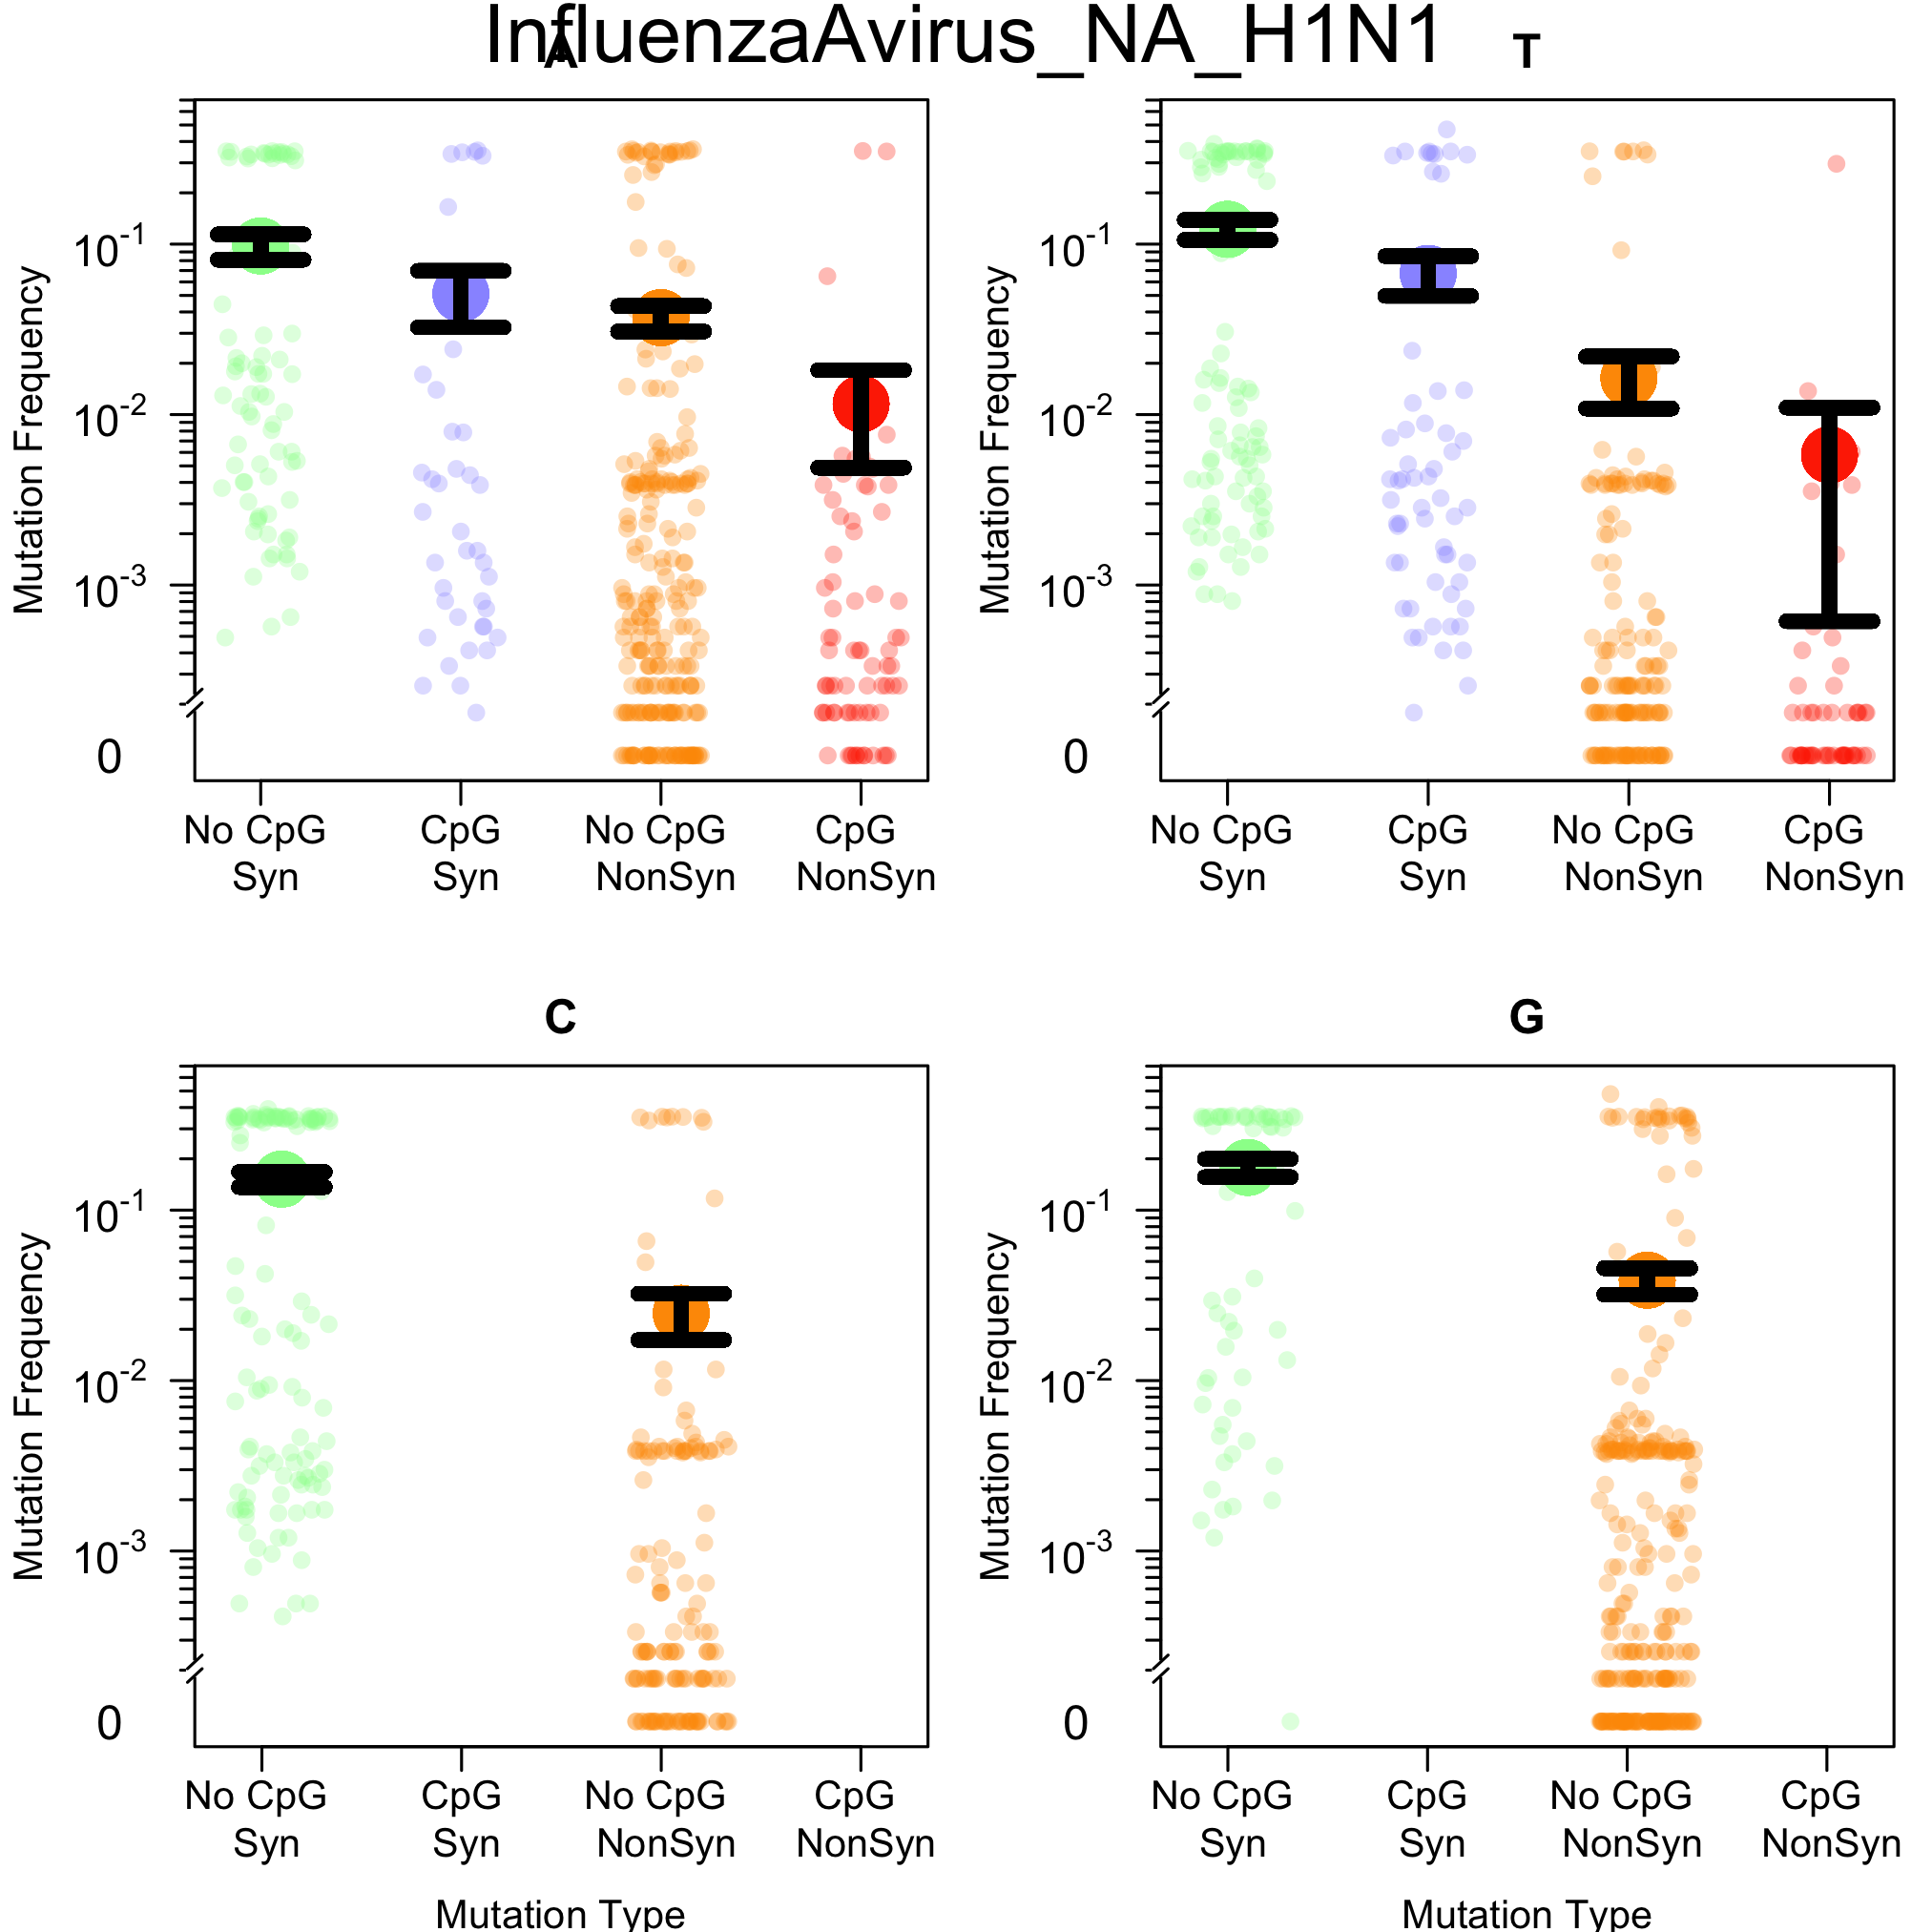 InfluenzaAvirus_NA_H1N1
A
T
Mutation Frequency
10-1
10-2
10-3
0
No CpG Syn
CpG Syn
No CpG NonSyn
CpG NonSyn
Mutation Frequency
10-1
10-2
10-3
0
No CpG Syn
CpG Syn
No CpG NonSyn
CpG NonSyn
C
Mutation Frequency
10-1
10-2
10-3
0
No CpG Syn
CpG Syn
No CpG NonSyn
CpG NonSyn
Mutation Type
G
Mutation Frequency
10-1
10-2
10-3
0
No CpG Syn
CpG Syn
No CpG NonSyn
CpG NonSyn
Mutation Type